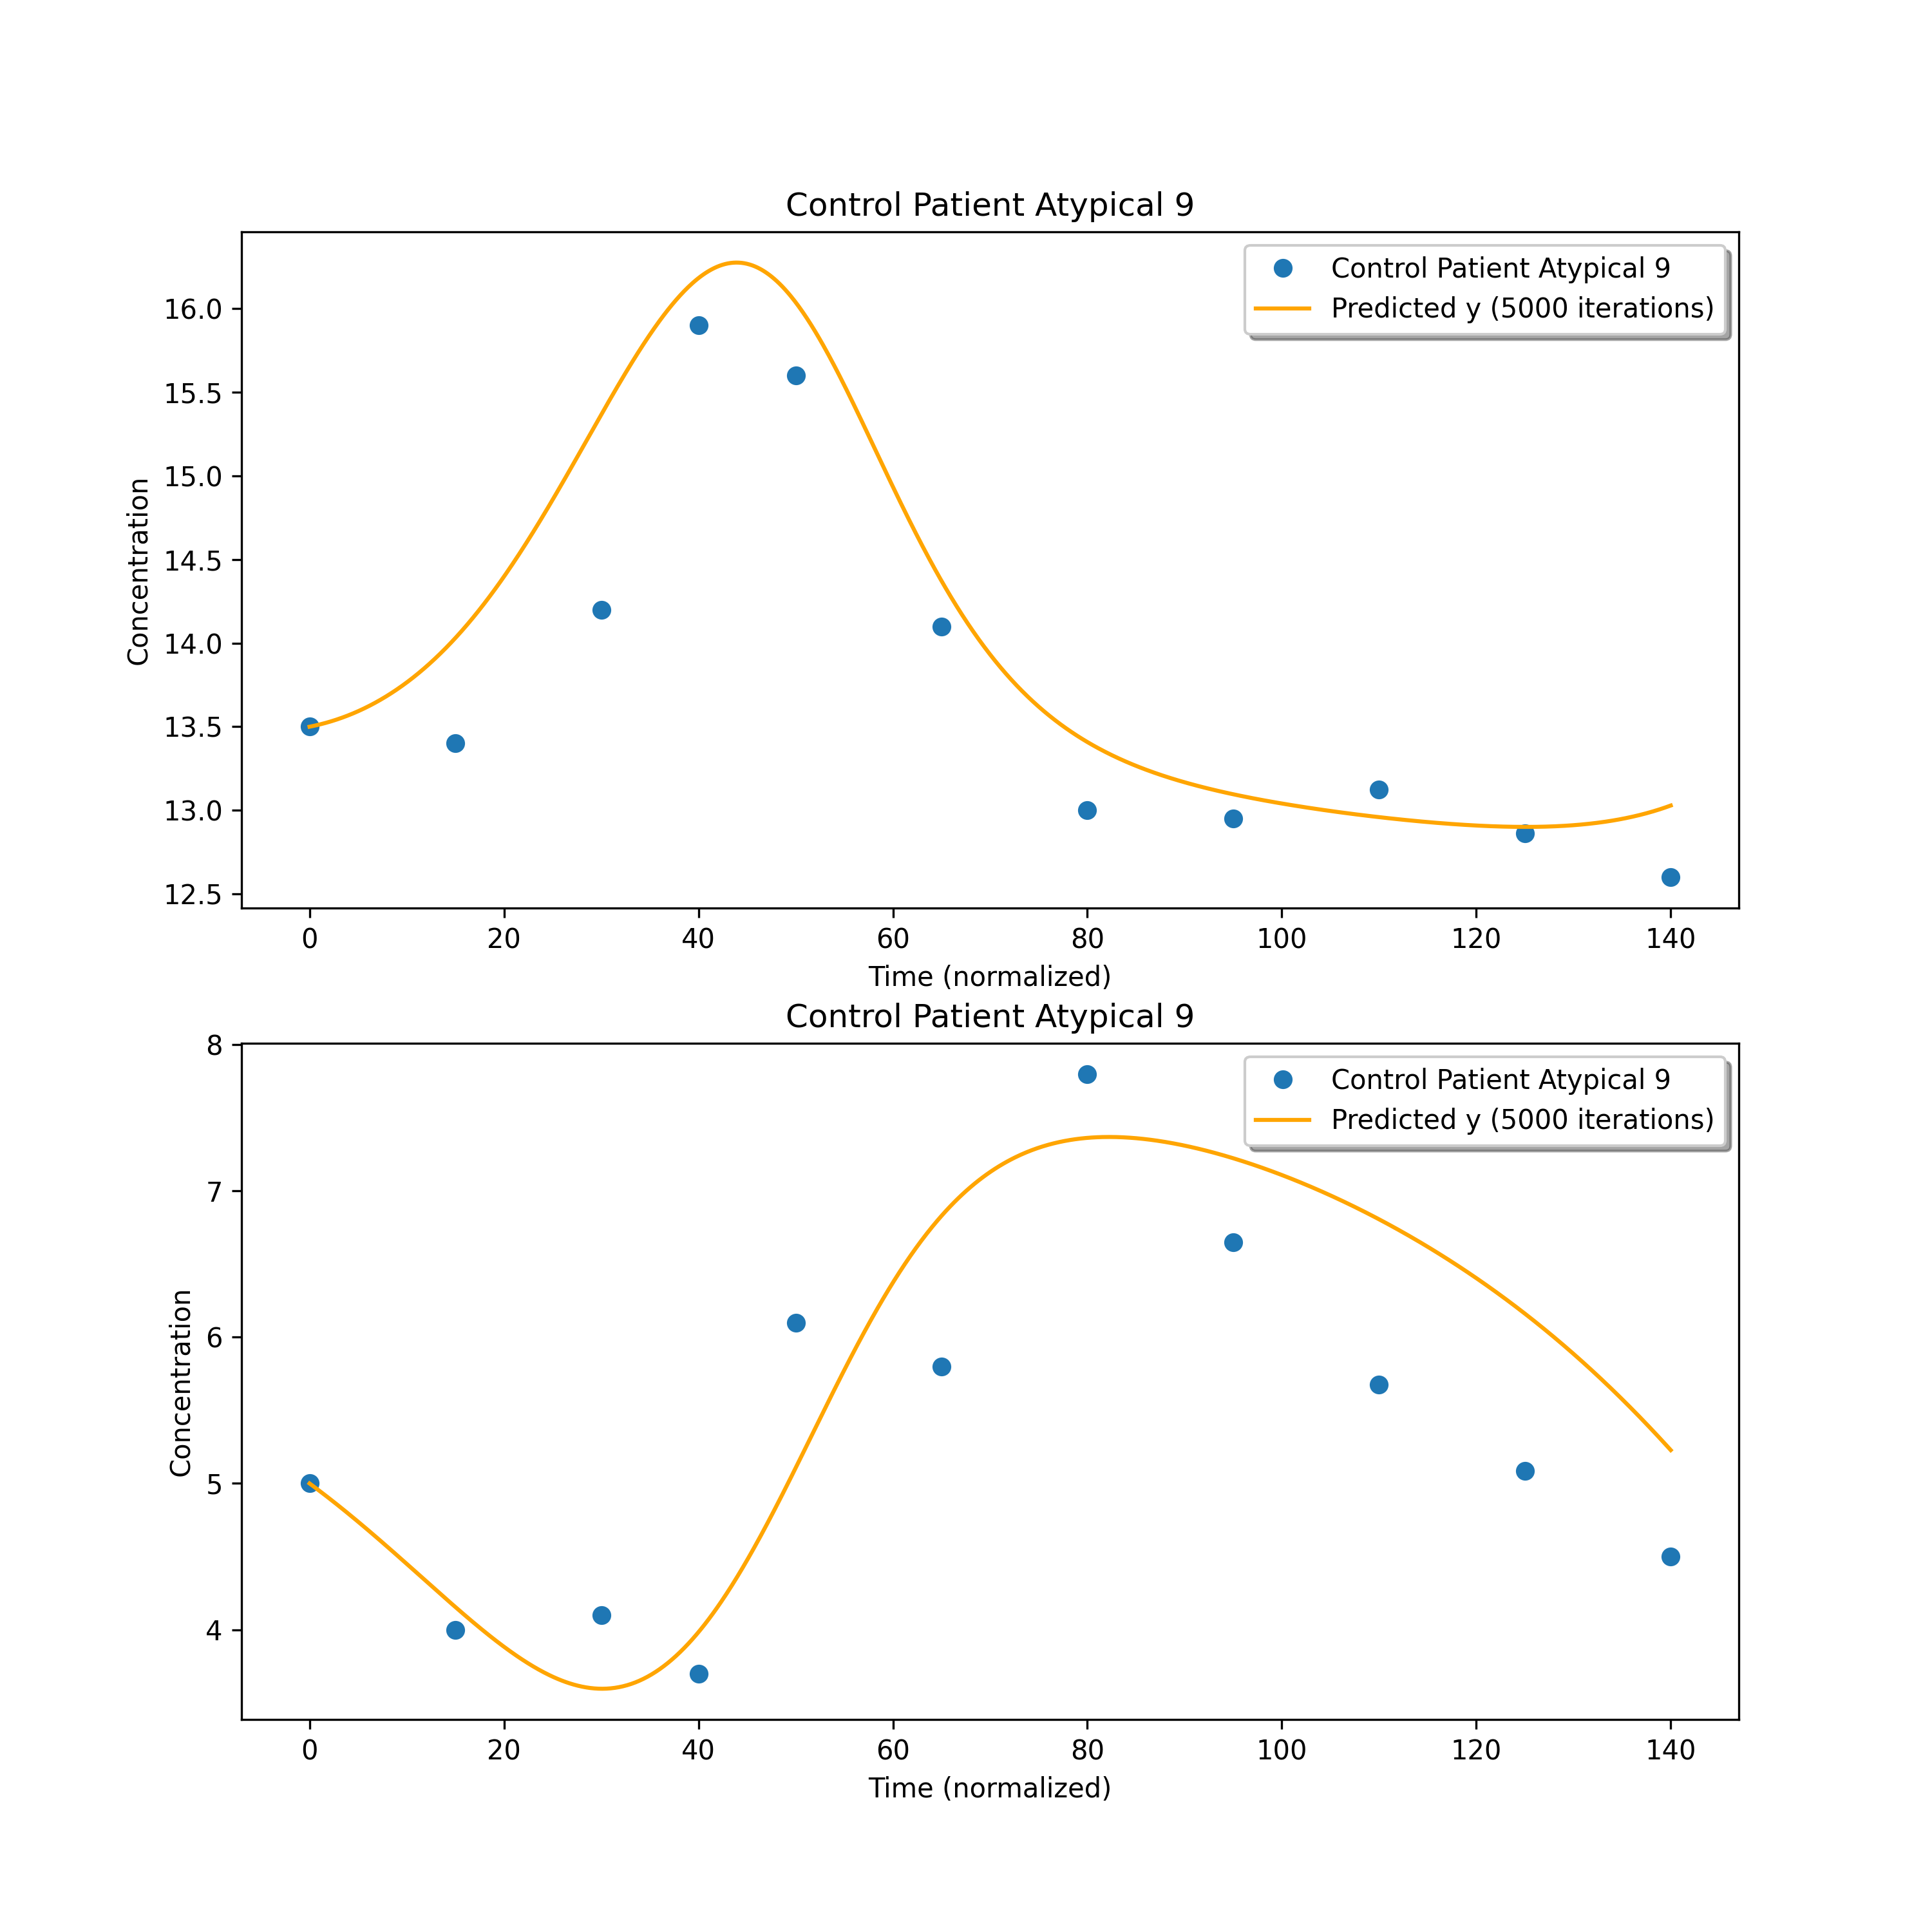 Control Patient Atypical 9
Control Patient Atypical 9
Predicted y (5000 iterations)
Concentration
16.0
15.5
15.0
14.5
14.0
13.5
13.0
12.5
0 20 40 60 80 100 120 140
Time (normalized)
Control Patient Atypical 9
Control Patient Atypical 9
Predicted y (5000 iterations)
Concentration
8
7
6
5
4
0 20 40 60 80 100 120 140
Time (normalized)